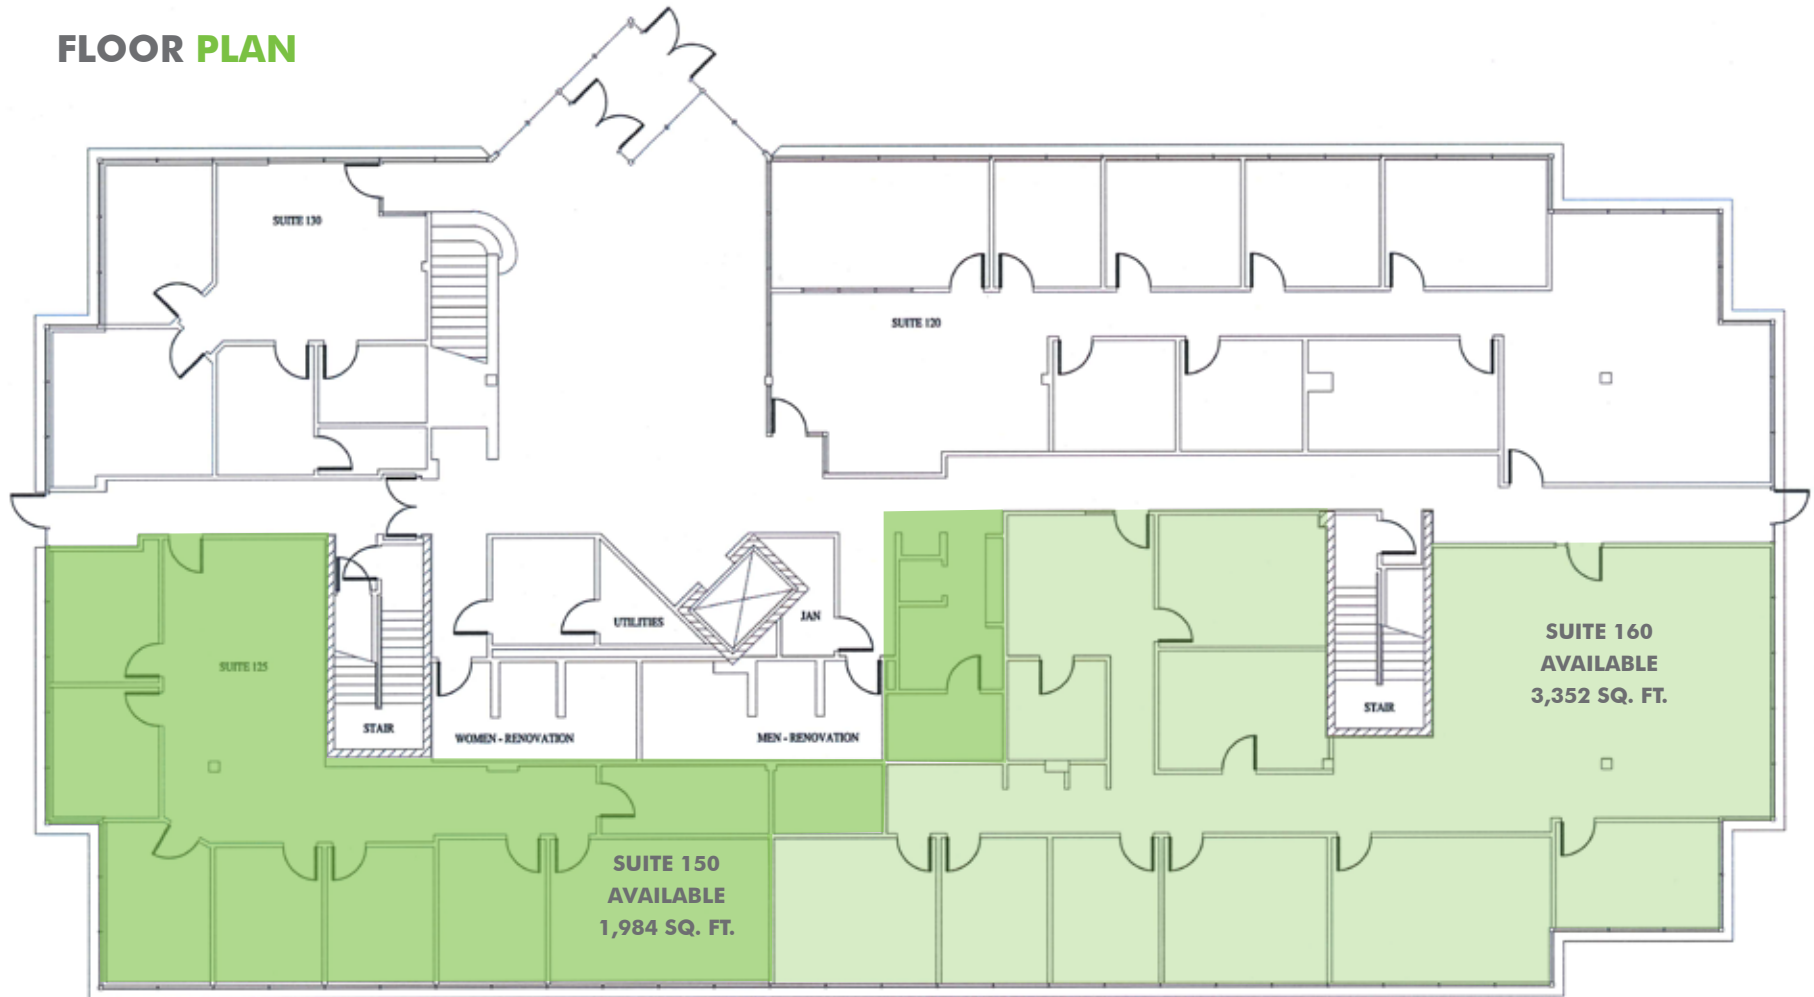 FLOOR PLAN
SUITE 130
SUITE 120
UTILITIES
JAN
SUITE 125
STAIR
WOMEN - RENOVATION
MEN - RENOVATION
STAIR
SUITE 160
AVAILABLE
3,352 SQ. FT.
SUITE 150
AVAILABLE
1,984 SQ. FT.